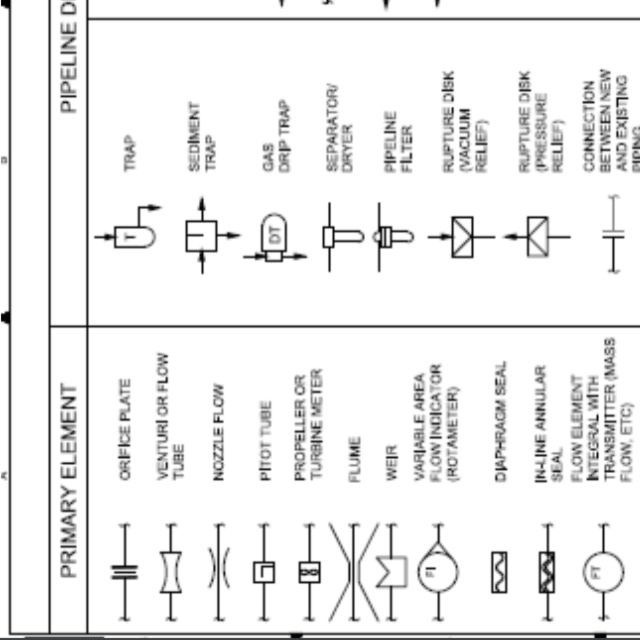 PRIMARY ELEMENT
ORIFICE PLATE
VENTURI OR FLOW
TUBE
NOZZLE FLOW
PITOT TUBE
PROPELLER OR
TURBINE METER
FLUME
WEIR
FI
VARIABLE AREA
FLOW INDICATOR
(ROTAMETER)
DIAPHRAGM SEAL
IN-LINE ANNULAR
SEAL
FT
FLOW ELEMENT
INTEGRAL WITH
TRANSMITTER (MASS
FLOW, ETC)
PIPELINE
T
TRAP
SEDIMENT
TRAP
DT
GAS
DRIP TRAP
SEPARATOR/
DRYER
PIPELINE
FILTER
RUPTURE DISK
(VACUUM
RELIEF)
RUPTURE DISK
(PRESSURE
RELIEF)
CONNECTION
BETWEEN NEW
AND EXISTING
PIPING